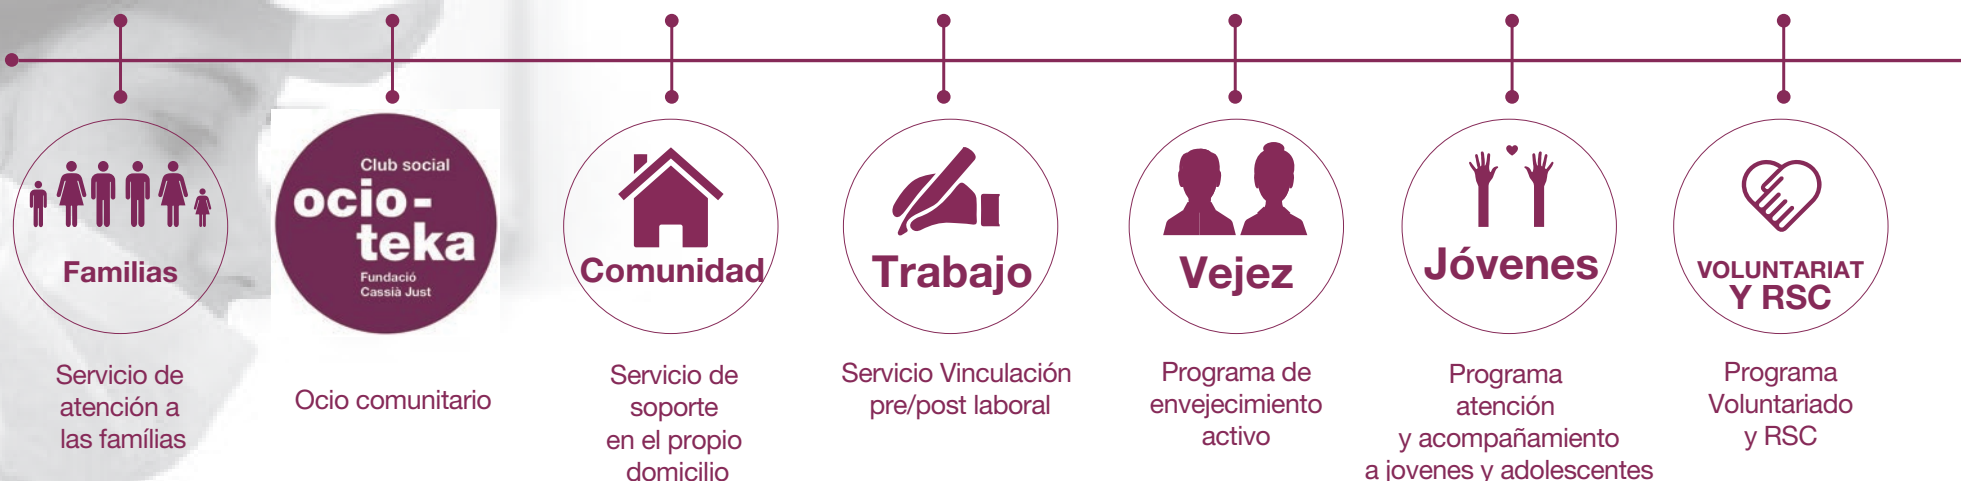 Familias
Servicio de
atención a
las famílias
Club social
ocio-
teka
Fundació
Cassià Just
Ocio comunitario
Comunidad
Servicio de
soporte
en el propio
domicilio
Trabajo
Servicio Vinculación
pre/post laboral
Vejez
Programa de
envejecimiento
activo
Jóvenes
Programa
atención
y acompañamiento
a jovenes y adolescentes
VOLUNTARIAT
Y RSC
Programa
Voluntariado
y RSC